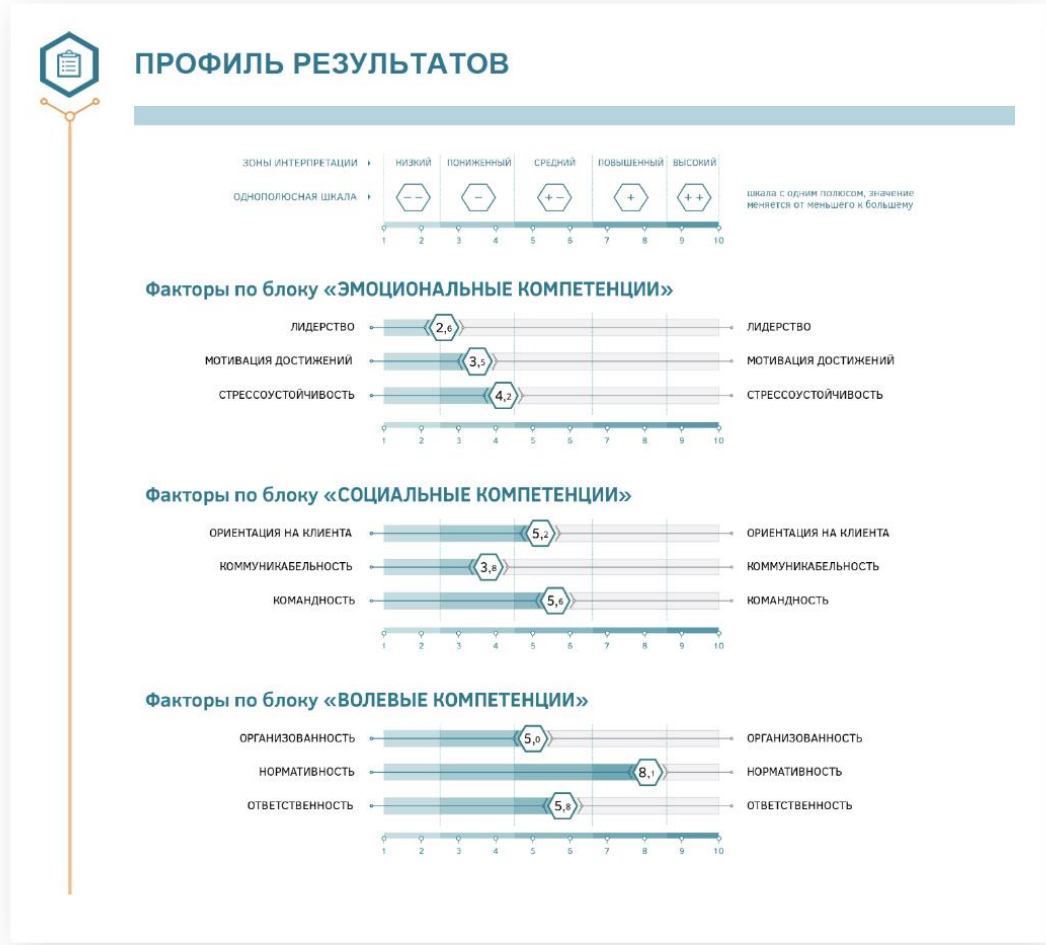 ПРОФИЛЬ РЕЗУЛЬТАТОВ
ЗОНЫ ИНТЕРПРЕТАЦИИ НИЗКИЙ ПОНИЖЕННЫЙ СРЕДНИЙ ПОВЫШЕННЫЙ ВЫСОКИЙ
ОДНОПОЛЮСНАЯ ШКАЛА – – – + – + + + шкала с одним полюсом, значение
меняется от меньшего к большему
1 2 3 4 5 6 7 8 9 10
Факторы по блоку «ЭМОЦИОНАЛЬНЫЕ КОМПЕТЕНЦИИ»
ЛИДЕРСТВО 2,6 ЛИДЕРСТВО
МОТИВАЦИЯ ДОСТИЖЕНИЙ 3,5 МОТИВАЦИЯ ДОСТИЖЕНИЙ
СТРЕССОУСТОЙЧИВОСТЬ 4,2 СТРЕССОУСТОЙЧИВОСТЬ
1 2 3 4 5 6 7 8 9 10
Факторы по блоку «СОЦИАЛЬНЫЕ КОМПЕТЕНЦИИ»
ОРИЕНТАЦИЯ НА КЛИЕНТА 5,2 ОРИЕНТАЦИЯ НА КЛИЕНТА
КОММУНИКАБЕЛЬНОСТЬ 3,8 КОММУНИКАБЕЛЬНОСТЬ
КОМАНДНОСТЬ 5,6 КОМАНДНОСТЬ
1 2 3 4 5 6 7 8 9 10
Факторы по блоку «ВОЛЕВЫЕ КОМПЕТЕНЦИИ»
ОРГАНИЗОВАННОСТЬ 5,0 ОРГАНИЗОВАННОСТЬ
НОРМАТИВНОСТЬ 8,1 НОРМАТИВНОСТЬ
ОТВЕТСТВЕННОСТЬ 5,8 ОТВЕТСТВЕННОСТЬ
1 2 3 4 5 6 7 8 9 10